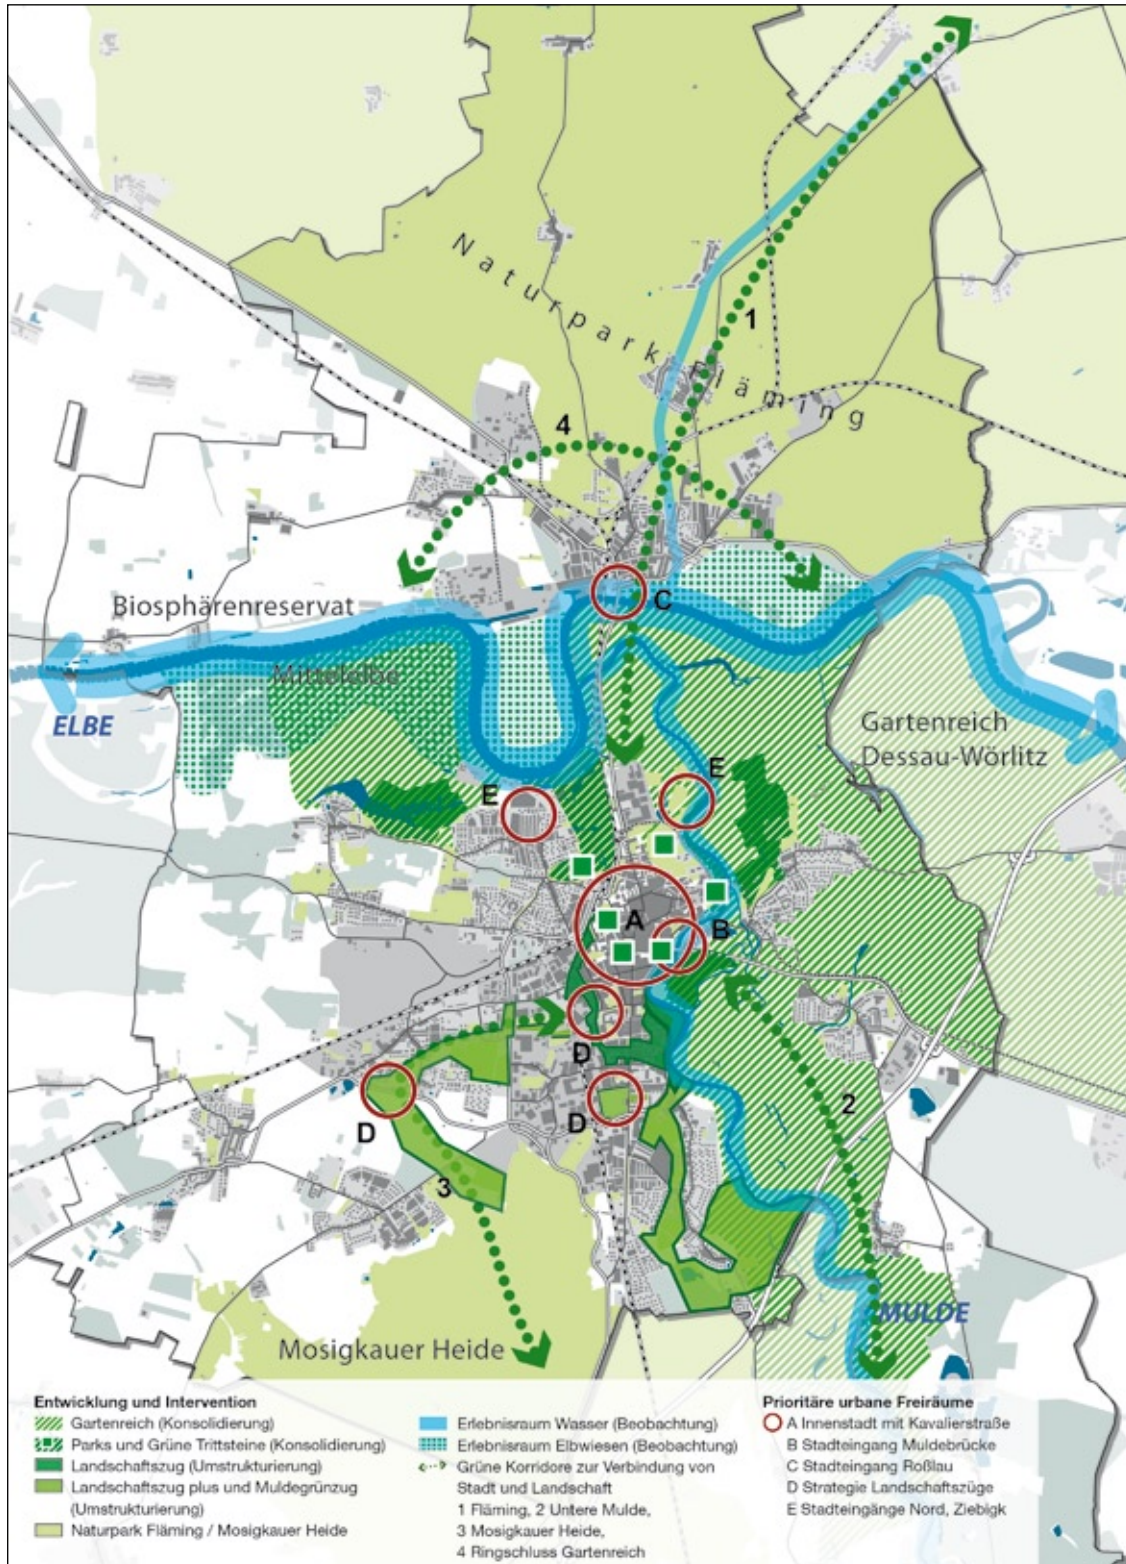 Naturpark Fläming
1
4
C
Biosphärenreservat
Mittelelbe
ELBE
Gartenreich
Dessau-Wörlitz
E
E
A
B
D
2
D
D
3
MULDE
Mosigkauer Heide
Entwicklung und Intervention
Gartenreich (Konsolidierung)
Parks und Grüne Trittsteine (Konsolidierung)
Landschaftszug (Umstrukturierung)
Landschaftszug plus und Muldegrünzug
(Umstrukturierung)
Naturpark Fläming / Mosigkauer Heide
Erlebnisraum Wasser (Beobachtung)
Erlebnisraum Elbwiesen (Beobachtung)
Grüne Korridore zur Verbindung von
Stadt und Landschaft
1 Fläming, 2 Untere Mulde,
3 Mosigkauer Heide,
4 Ringschluss Gartenreich
Prioritäre urbane Freiräume
A Innenstadt mit Kavalierstraße
B Stadteingang Muldebrücke
C Stadteingang Roßlau
D Strategie Landschaftszüge
E Stadteingänge Nord, Ziebigk